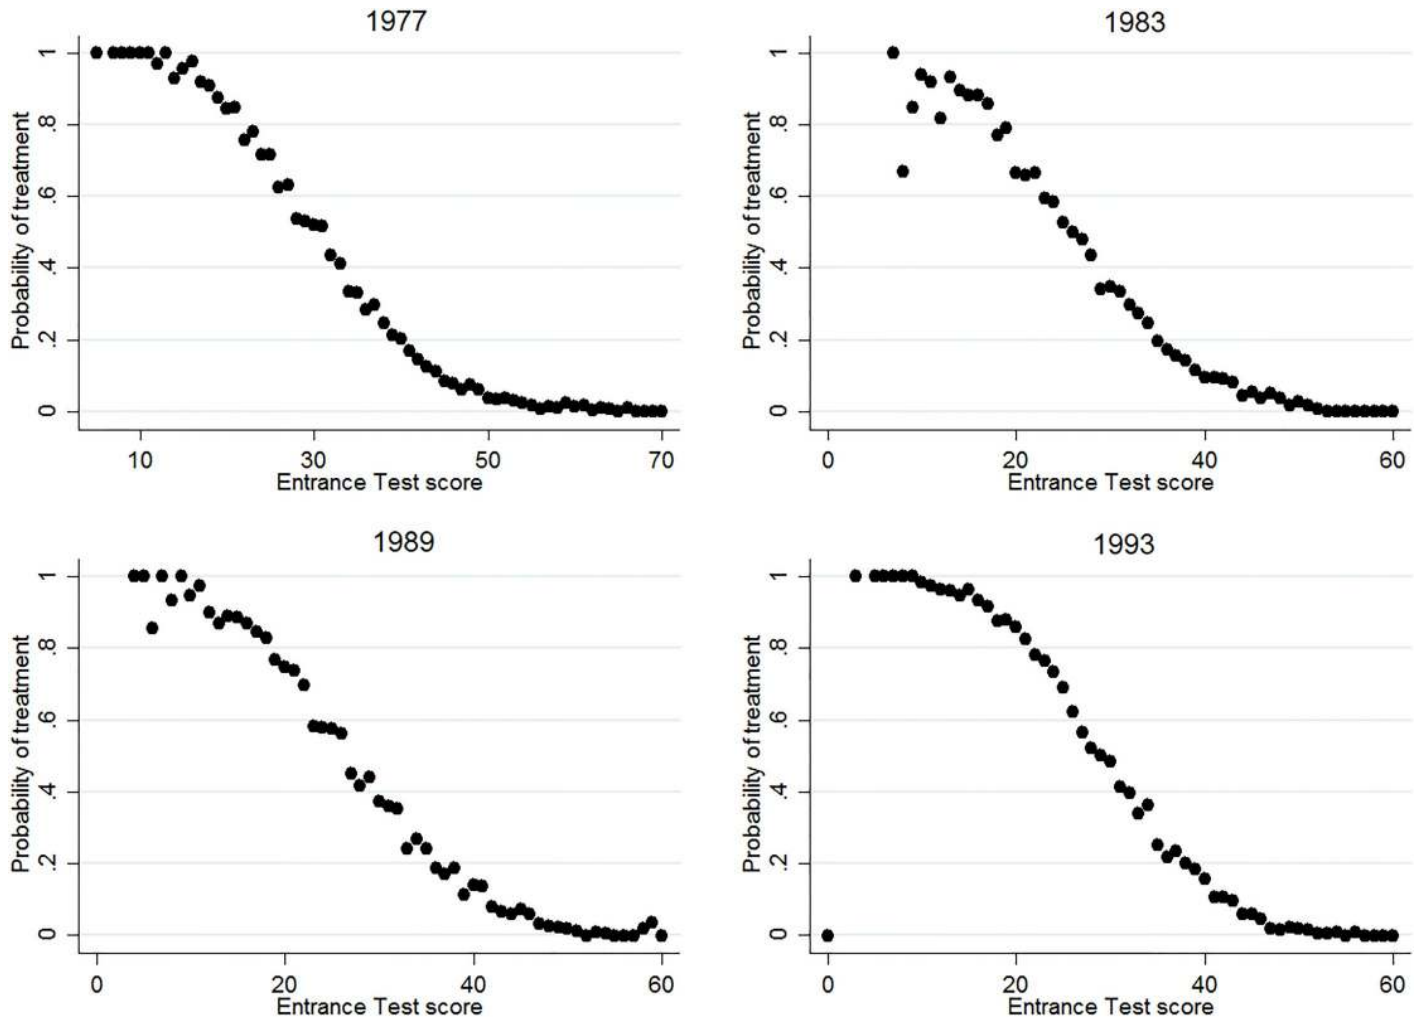 1977
Probability of treatment
1
.8
.6
.4
.2
0
10 30 50 70
Entrance Test score
1983
Probability of treatment
1
.8
.6
.4
.2
0
0 20 40 60
Entrance Test score
1989
Probability of treatment
1
.8
.6
.4
.2
0
0 20 40 60
Entrance Test score
1993
Probability of treatment
1
.8
.6
.4
.2
0
0 20 40 60
Entrance Test score